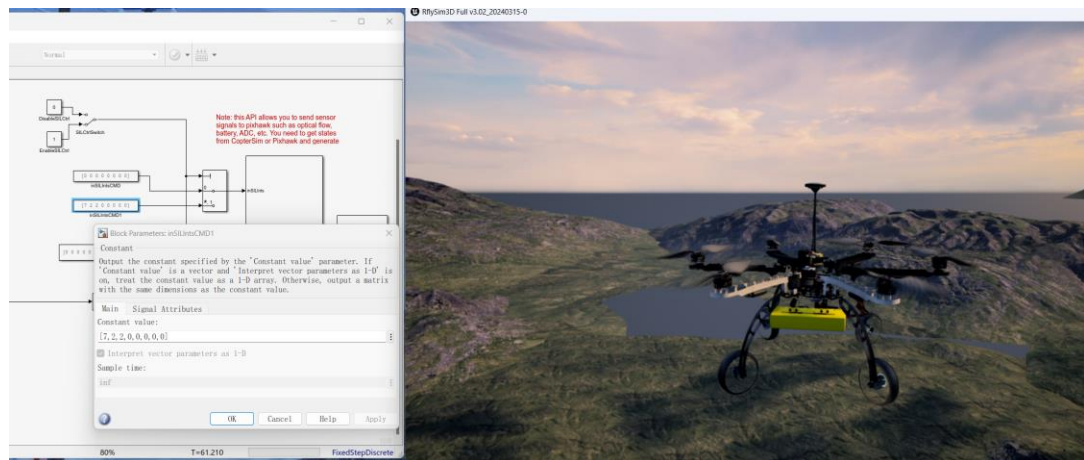 RflySim3D Full v3.02_20240315-0
Normal
0
DisableSILCtrl
1
EnableSILCtrl
SILCtrlSwitch
Note: this API allows you to send sensor
signals to pixhawk such as optical flow,
battery, ADC, etc. You need to get states
from CopterSim or Pixhawk and generate
[0 0 0 0 0 0 0 0]
inSILIntsCMD
[7 2 2 0 0 0 0 0]
inSILIntsCMD1
inSILInts
Block Parameters: inSILIntsCMD1
Constant
Output the constant specified by the 'Constant value' parameter. If
'Constant value' is a vector and 'Interpret vector parameters as 1-D' is
on, treat the constant value as a 1-D array. Otherwise, output a matrix
with the same dimensions as the constant value.
Main Signal Attributes
Constant value:
[7,2,2,0,0,0,0,0]
Interpret vector parameters as 1-D
Sample time:
inf
OK Cancel Help Apply
80% T=61.210 FixedStepDiscrete